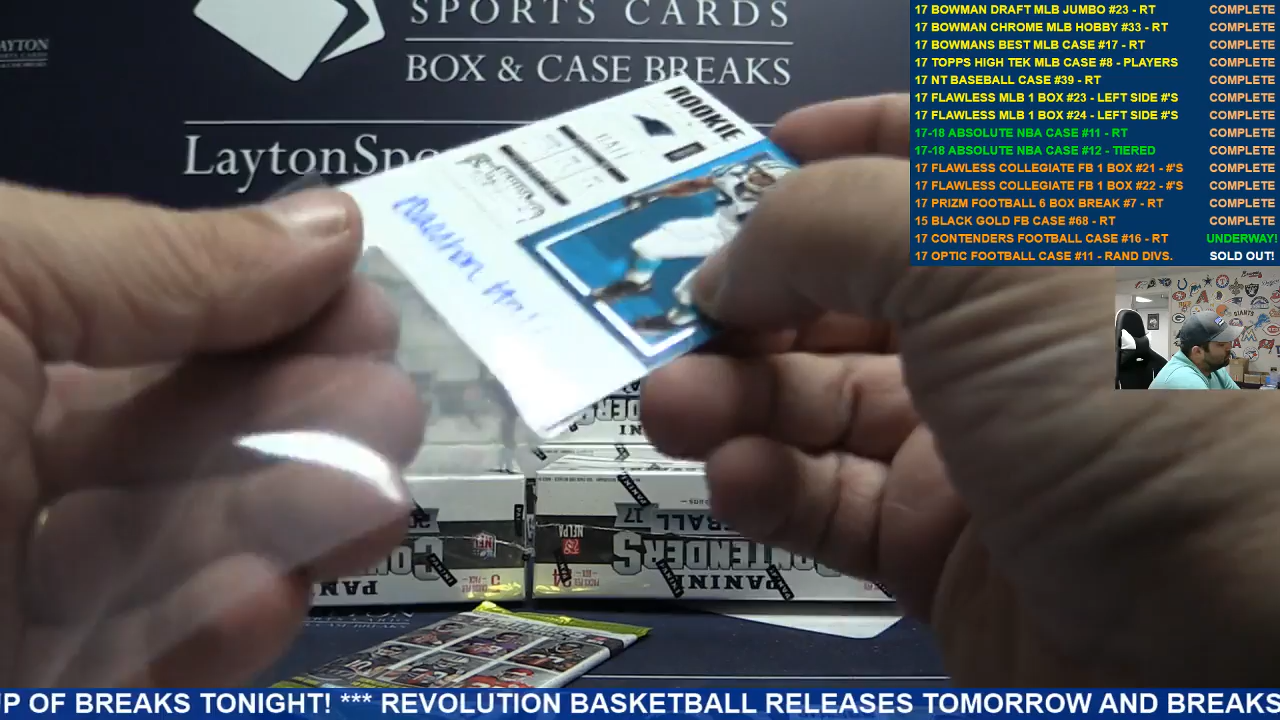 SPORTS CARDS
BOX & CASE BREAKS
LAYTON
LaytonSpo
ROOKIE
17 BOWMAN DRAFT MLB JUMBO #23 - RT COMPLETE
17 BOWMAN CHROME MLB HOBBY #33 - RT COMPLETE
17 BOWMANS BEST MLB CASE #17 - RT COMPLETE
17 TOPPS HIGH TEK MLB CASE #8 - PLAYERS COMPLETE
17 NT BASEBALL CASE #39 - RT COMPLETE
17 FLAWLESS MLB 1 BOX #23 - LEFT SIDE #'S COMPLETE
17 FLAWLESS MLB 1 BOX #24 - LEFT SIDE #'S COMPLETE
17-18 ABSOLUTE NBA CASE #11 - RT COMPLETE
17-18 ABSOLUTE NBA CASE #12 - TIERED COMPLETE
17 FLAWLESS COLLEGIATE FB 1 BOX #21 - #'S COMPLETE
17 FLAWLESS COLLEGIATE FB 1 BOX #22 - #'S COMPLETE
17 PRIZM FOOTBALL 6 BOX BREAK #7 - RT COMPLETE
15 BLACK GOLD FB CASE #68 - RT COMPLETE
17 CONTENDERS FOOTBALL CASE #16 - RT UNDERWAY!
17 OPTIC FOOTBALL CASE #11 - RAND DIVS. SOLD OUT!
PANINI
CONTENDERS
NFLPA
UP OF BREAKS TONIGHT! *** REVOLUTION BASKETBALL RELEASES TOMORROW AND BREAKS